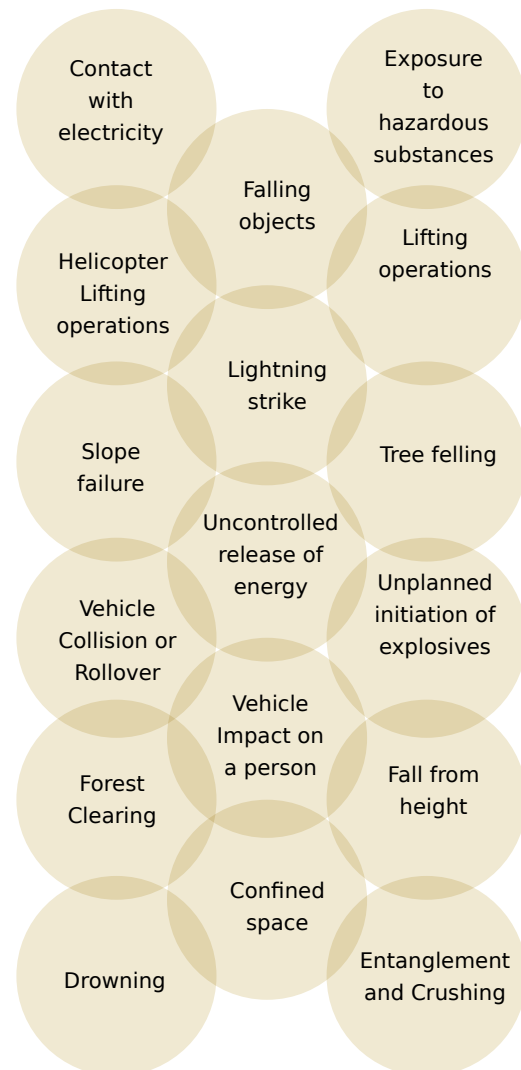 Contact
with
electricity
Exposure
to
hazardous
substances
Falling
objects
Helicopter
Lifting
operations
Lifting
operations
Lightning
strike
Slope
failure
Tree felling
Uncontrolled
release of
energy
Vehicle
Collision or
Rollover
Unplanned
initiation of
explosives
Vehicle
Impact on
a person
Forest
Clearing
Fall from
height
Confined
space
Drowning
Entanglement
and Crushing